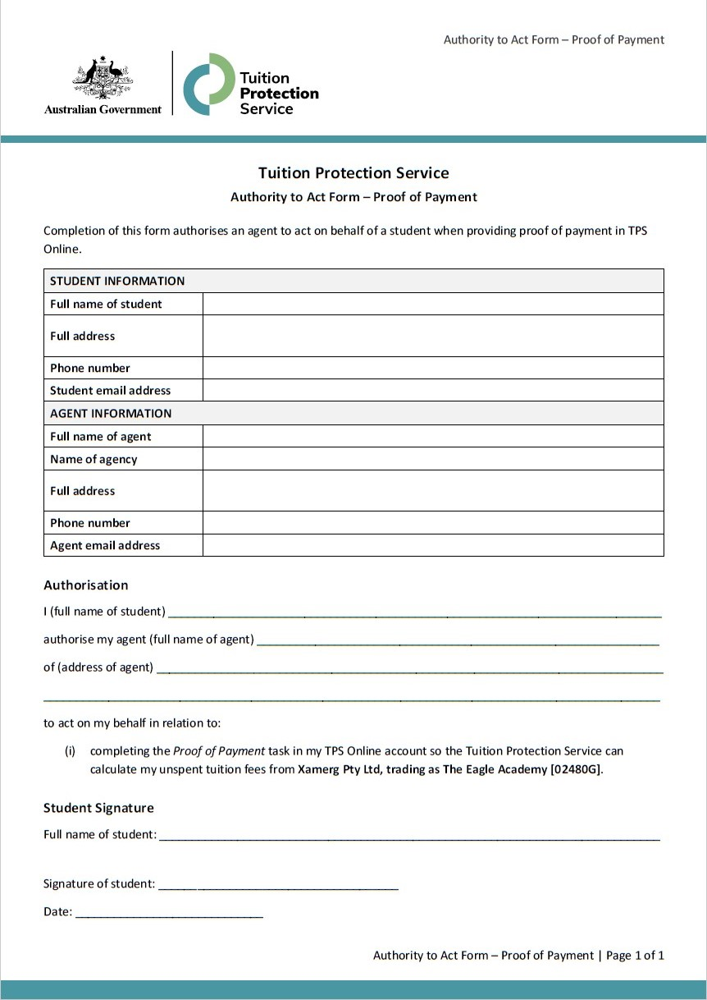 Authority to Act Form – Proof of Payment
Australian Government
Tuition
Protection
Service
Tuition Protection Service
Authority to Act Form – Proof of Payment
Completion of this form authorises an agent to act on behalf of a student when providing proof of payment in TPS
Online.
STUDENT INFORMATION
Full name of student
Full address
Phone number
Student email address
AGENT INFORMATION
Full name of agent
Name of agency
Full address
Phone number
Agent email address
Authorisation
I (full name of student)
authorise my agent (full name of agent)
of (address of agent)
to act on my behalf in relation to:
(i) completing the Proof of Payment task in my TPS Online account so the Tuition Protection Service can
calculate my unspent tuition fees from Xamerg Pty Ltd, trading as The Eagle Academy [02480G].
Student Signature
Full name of student:
Signature of student:
Date:
Authority to Act Form – Proof of Payment | Page 1 of 1